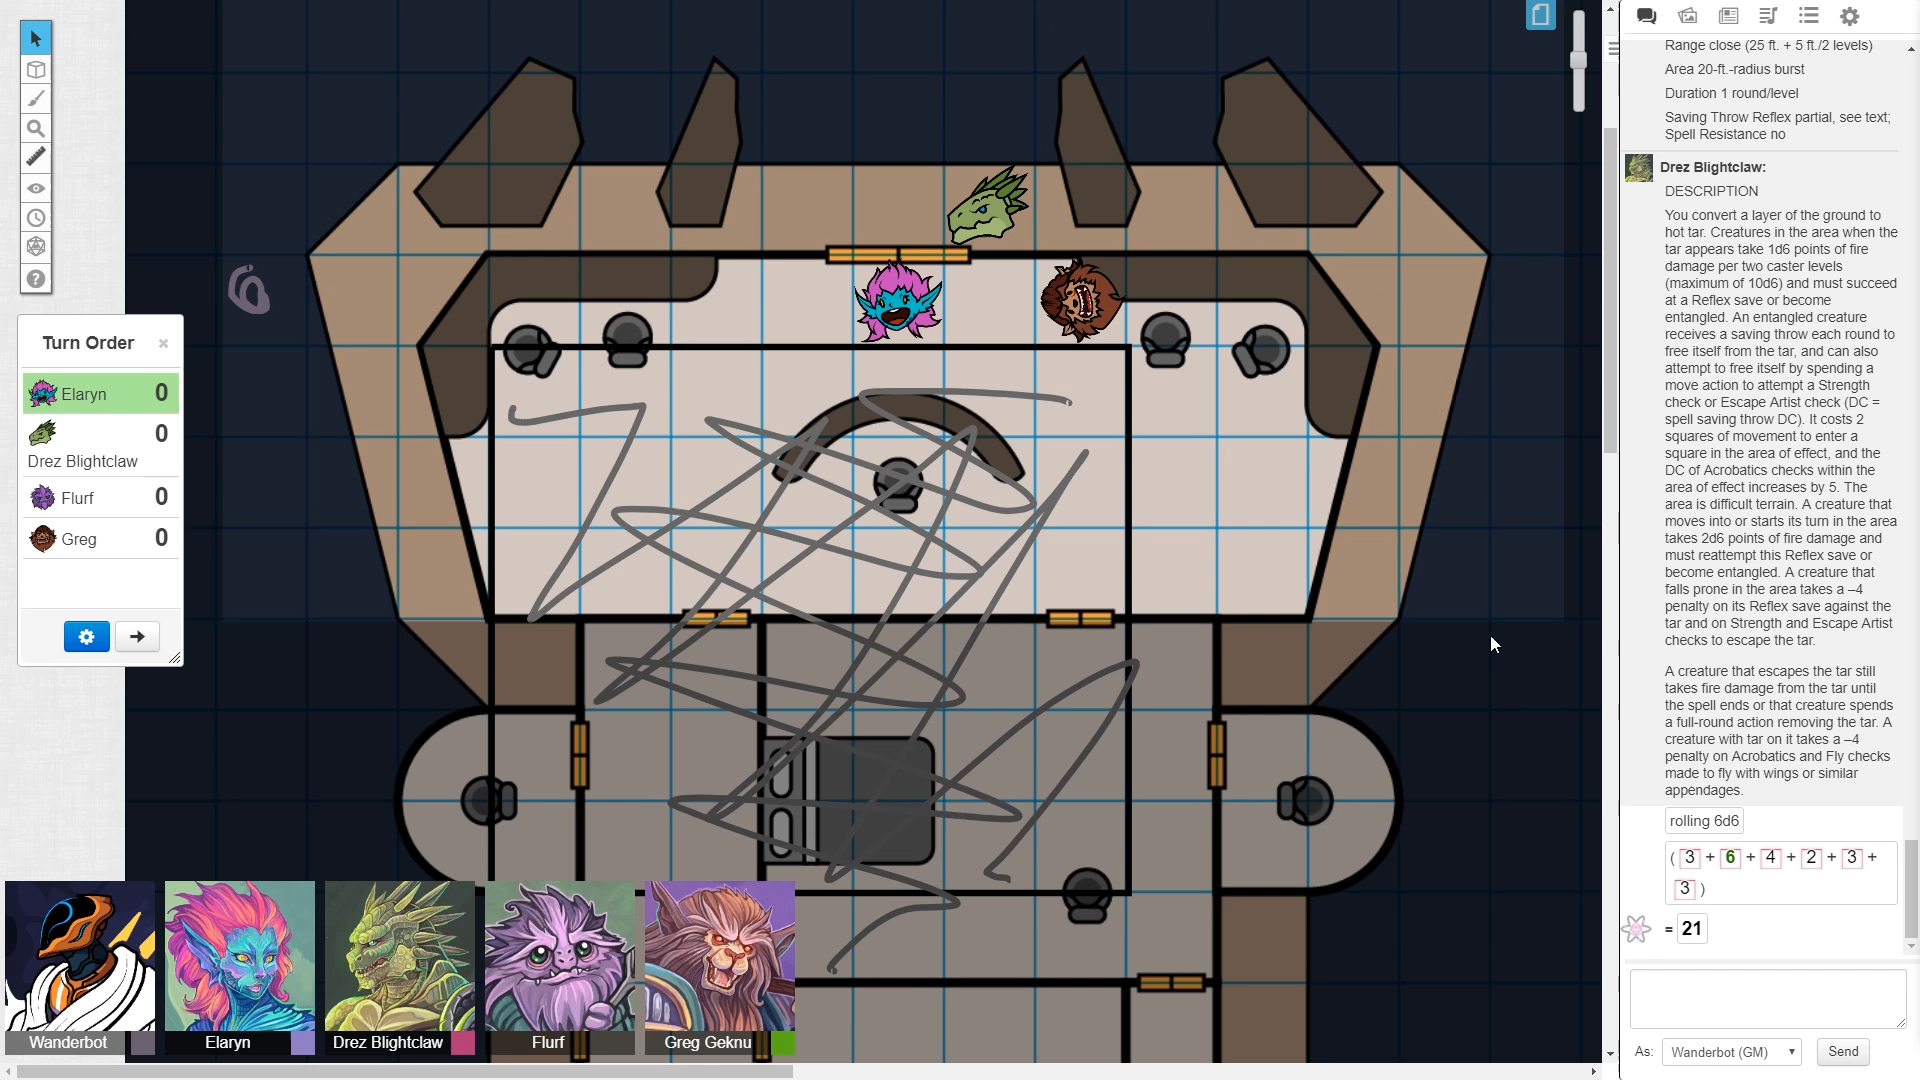 6
Turn Order ×
Elaryn 0
0
Drez Blightclaw
Flurf 0
Greg 0
Wanderbot
Elaryn
Drez Blightclaw
Flurf
Greg Geknu
Range close (25 ft. + 5 ft./2 levels)
Area 20-ft.-radius burst
Duration 1 round/level
Saving Throw Reflex partial, see text;
Spell Resistance no
Drez Blightclaw:
DESCRIPTION
You convert a layer of the ground to
hot tar. Creatures in the area when the
tar appears take 1d6 points of fire
damage per two caster levels
(maximum of 10d6) and must succeed
at a Reflex save or become
entangled. An entangled creature
receives a saving throw each round to
free itself from the tar, and can also
attempt to free itself by spending a
move action to attempt a Strength
check or Escape Artist check (DC =
spell saving throw DC). It costs 2
squares of movement to enter a
square in the area of effect, and the
DC of Acrobatics checks within the
area of effect increases by 5. The
area is difficult terrain. A creature that
moves into or starts its turn in the area
takes 2d6 points of fire damage and
must reattempt this Reflex save or
become entangled. A creature that
falls prone in the area takes a –4
penalty on its Reflex save against the
tar and on Strength and Escape Artist
checks to escape the tar.
A creature that escapes the tar still
takes fire damage from the tar until
the spell ends or that creature spends
a full-round action removing the tar. A
creature with tar on it takes a –4
penalty on Acrobatics and Fly checks
made to fly with wings or similar
appendages.
rolling 6d6
( 3 + 6 + 4 + 2 + 3 +
3 )
= 21
As: Wanderbot (GM) Send